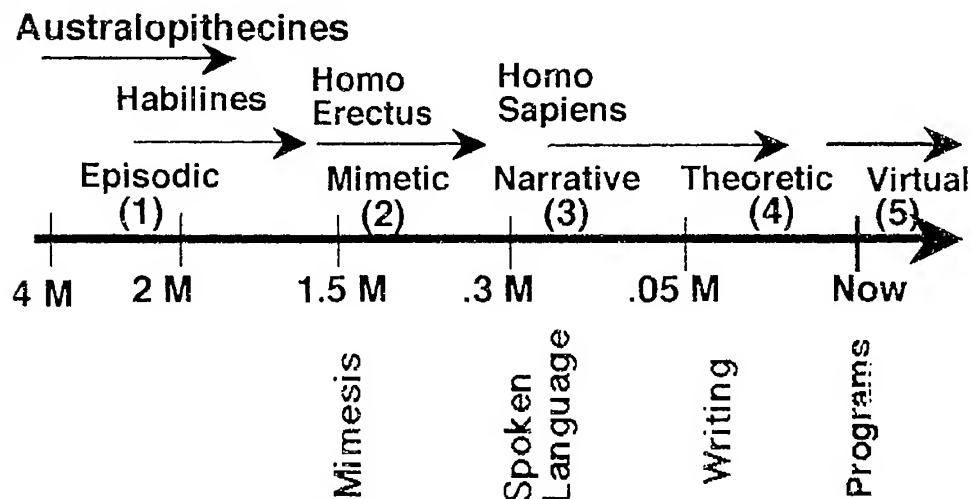 Australopithecines
Habilines
Homo
Erectus
Homo
Sapiens
Episodic
(1)
Mimetic
(2)
Narrative
(3)
Theoretic
(4)
Virtual
(5)
4 M
2 M
1.5 M
.3 M
.05 M
Now
Mimesis
Spoken
Language
Writing
Programs